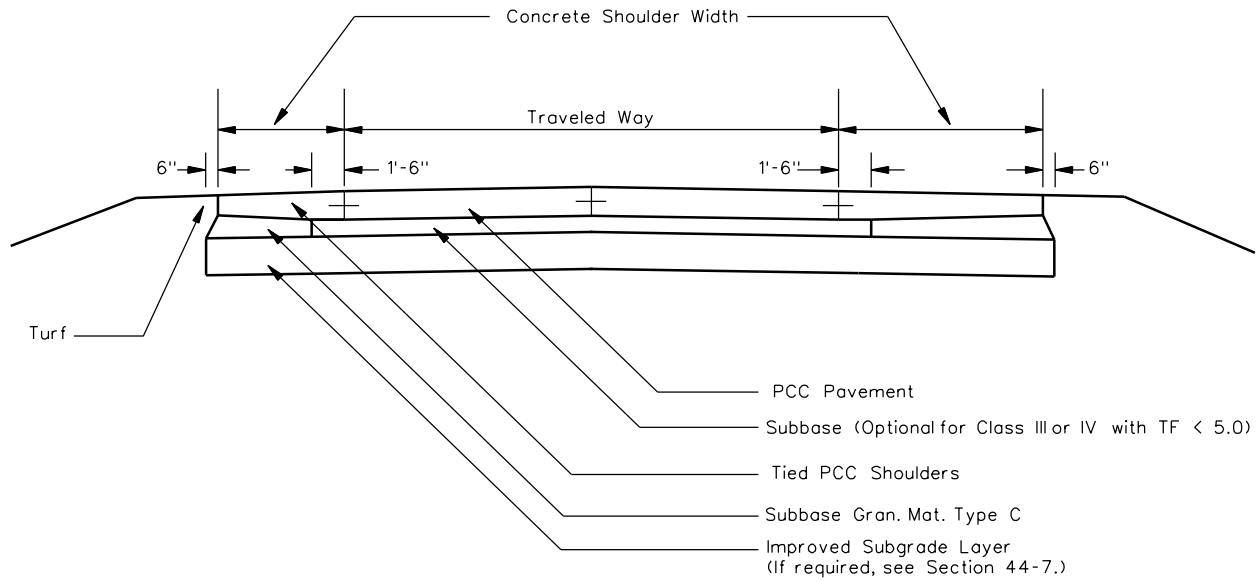 Concrete Shoulder Width
Traveled Way
6" 1'-6" 1'-6" 6"
Turf
PCC Pavement
Subbase (Optional for Class III or IV with TF < 5.0)
Tied PCC Shoulders
Subbase Gran. Mat. Type C
Improved Subgrade Layer
(If required, see Section 44-7.)